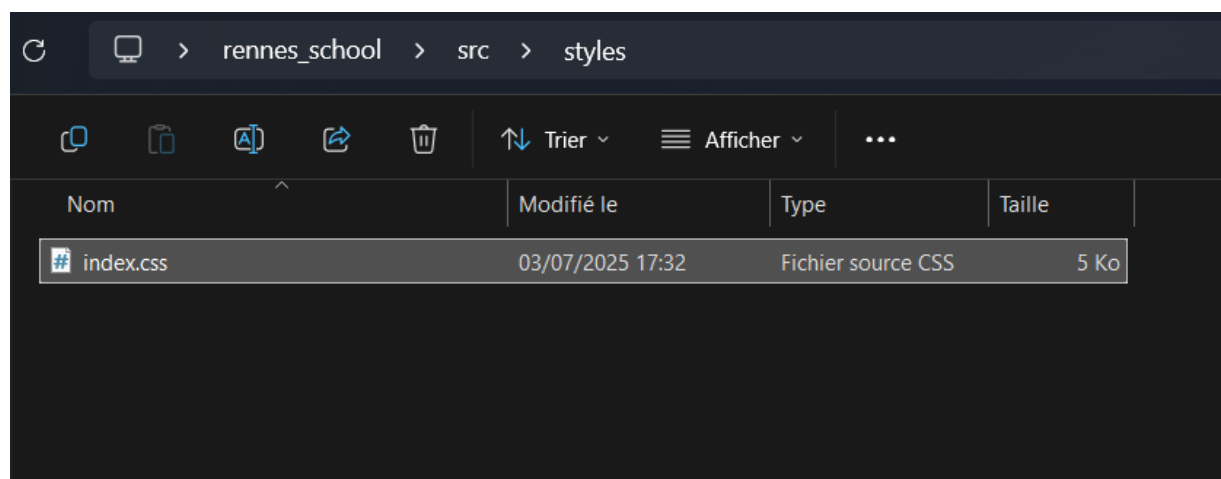 rennes_school > src > styles
Trier Afficher
Nom Modifié le Type Taille
index.css 03/07/2025 17:32 Fichier source CSS 5 Ko